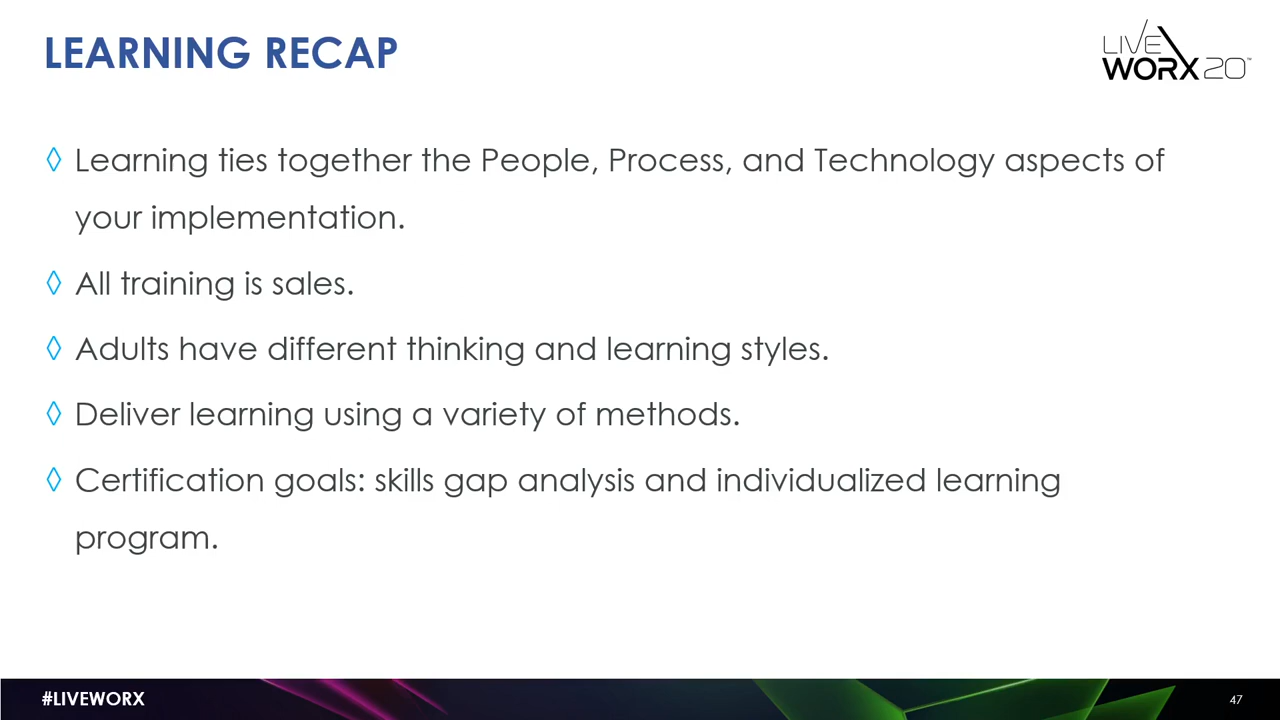 LEARNING RECAP
LIVE
WORX 20™
◊ Learning ties together the People, Process, and Technology aspects of
your implementation.
◊ All training is sales.
◊ Adults have different thinking and learning styles.
◊ Deliver learning using a variety of methods.
◊ Certification goals: skills gap analysis and individualized learning
program.
#LIVEWORX
47